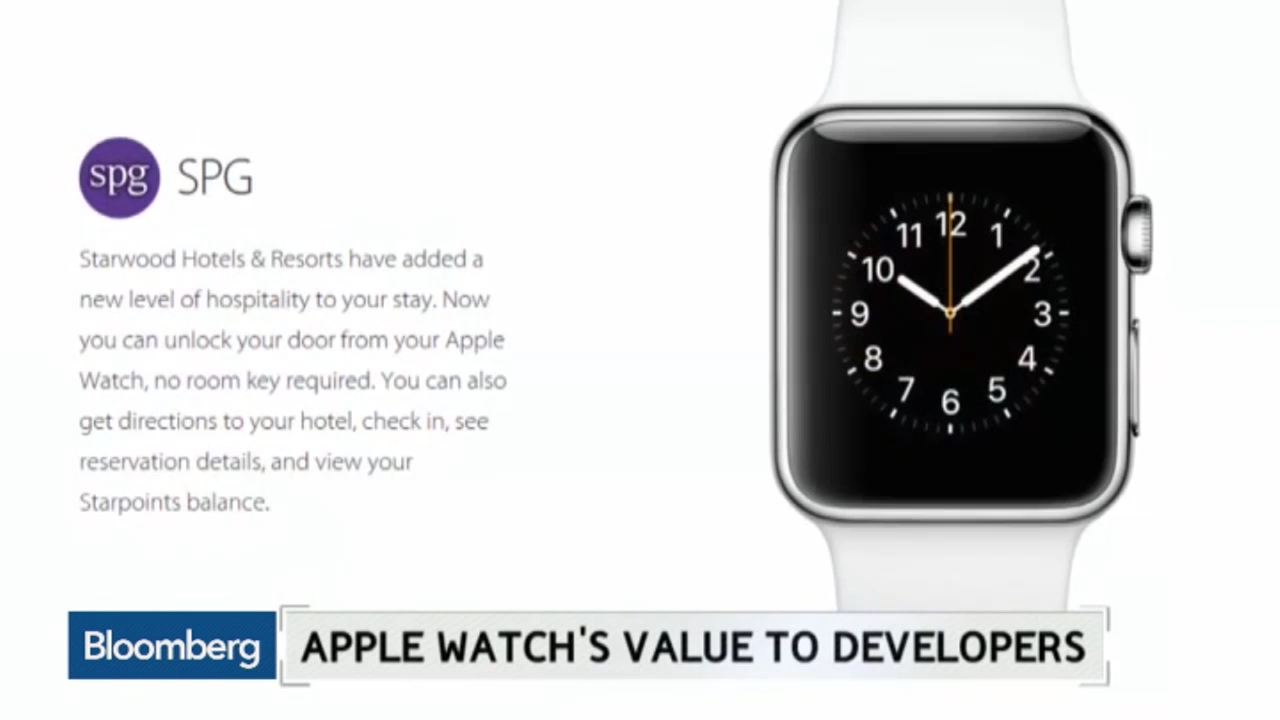 spg SPG
Starwood Hotels & Resorts have added a
new level of hospitality to your stay. Now
you can unlock your door from your Apple
Watch, no room key required. You can also
get directions to your hotel, check in, see
reservation details, and view your
Starpoints balance.
12
11 1
10 2
9 3
8 4
7 5
6
Bloomberg APPLE WATCH'S VALUE TO DEVELOPERS